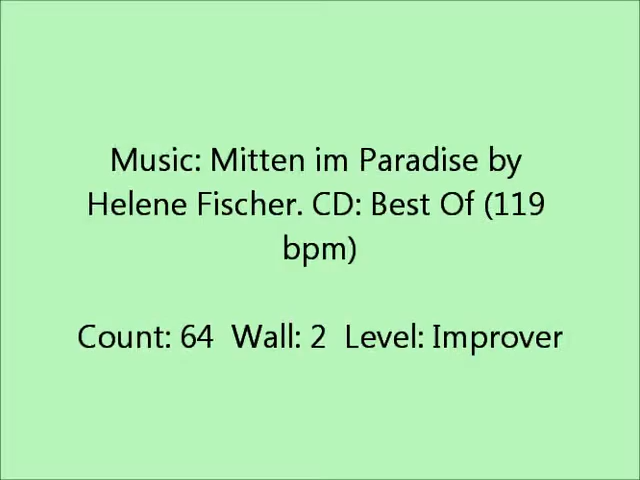 Music: Mitten im Paradise by
Helene Fischer. CD: Best Of (119
bpm)
Count: 64  Wall: 2  Level: Improver